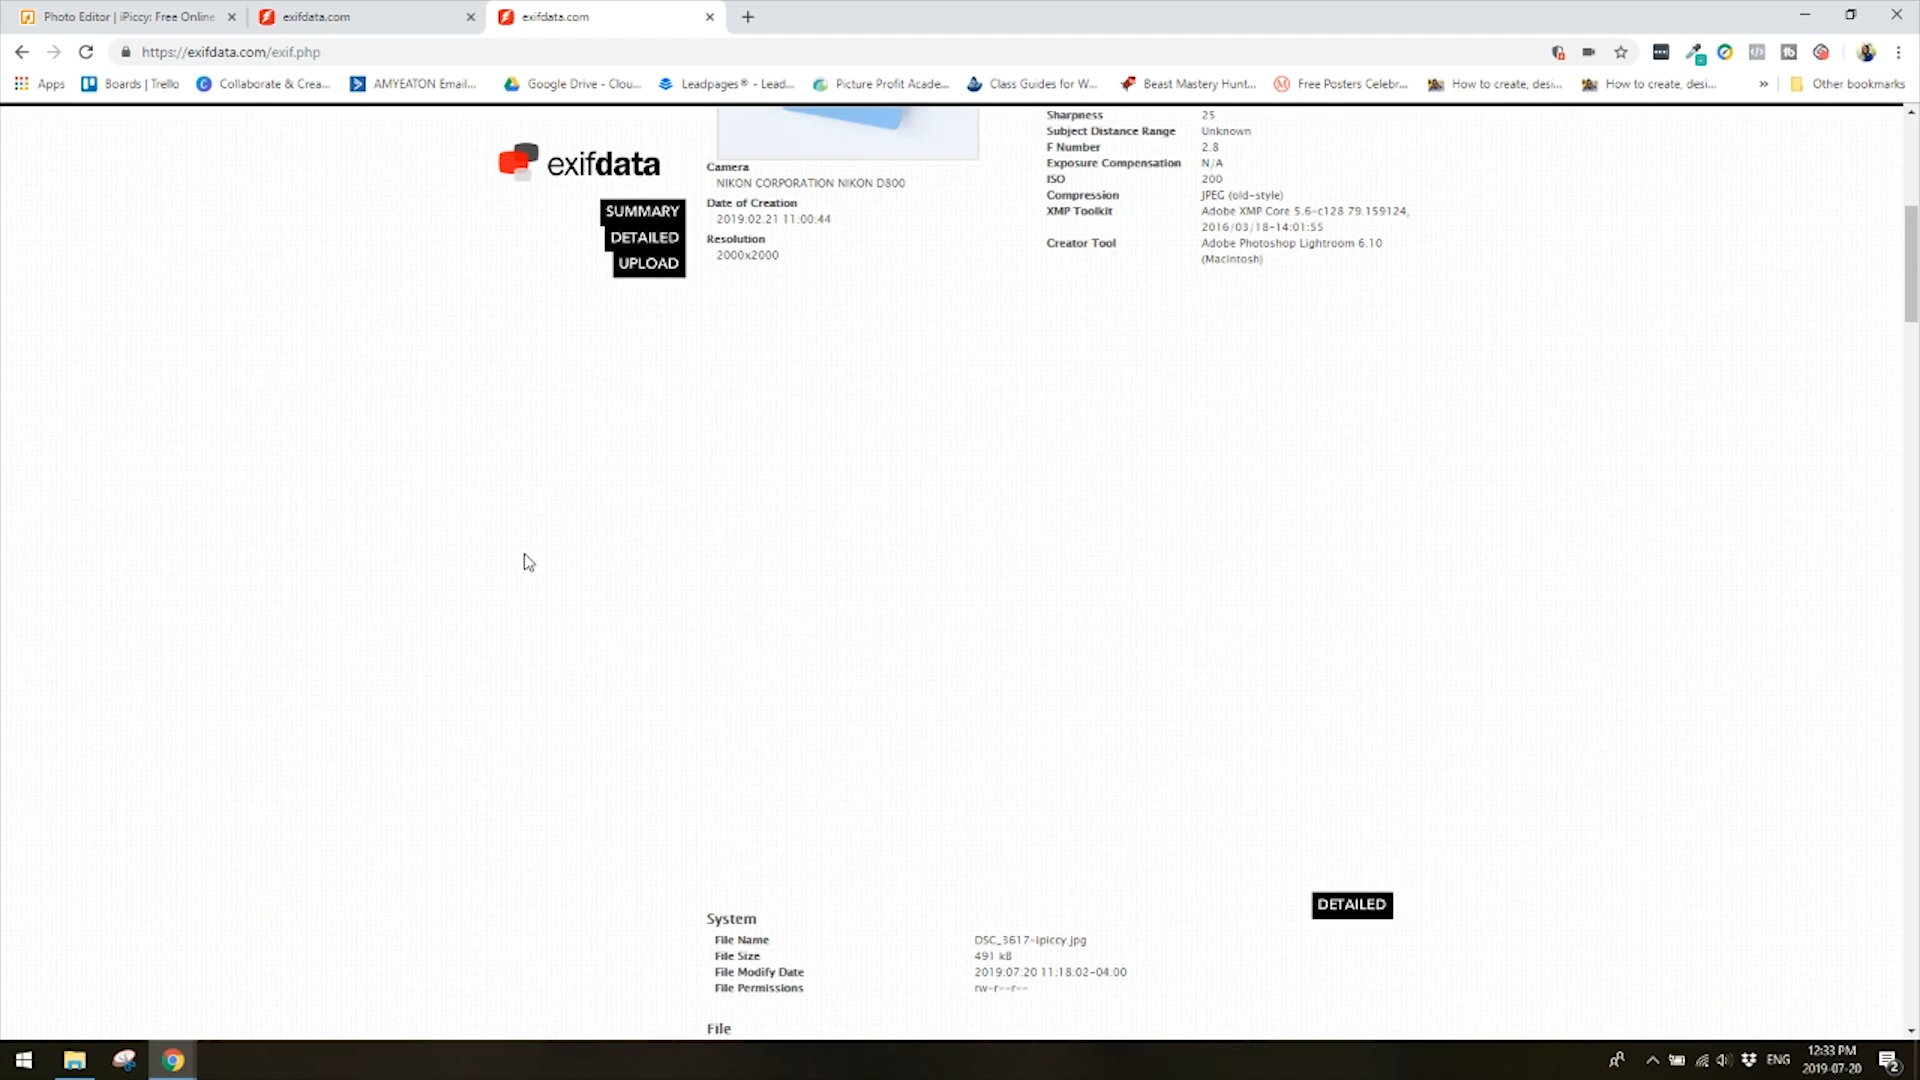 Photo Editor | iPiccy: Free Online
exifdata.com
exifdata.com
https://exifdata.com/exif.php
Apps
Boards | Trello
Collaborate & Crea...
AMYEATON Email...
Google Drive - Clou...
Leadpages® - Lead...
Picture Profit Acade...
Class Guides for W...
Beast Mastery Hunt...
Free Posters Celebr...
How to create, desi...
How to create, desi...
»
Other bookmarks
exifdata
SUMMARY
DETAILED
UPLOAD
Camera
NIKON CORPORATION NIKON D800
Date of Creation
2019:02:21 11:00:44
Resolution
2000x2000
Sharpness 25
Subject Distance Range Unknown
F Number 2.8
Exposure Compensation N/A
ISO 200
Compression JPEG (old-style)
XMP Toolkit Adobe XMP Core 5.6-c128 79.159124,
2016/03/18-14:01:55
Creator Tool Adobe Photoshop Lightroom 6.10
(Macintosh)
DETAILED
System
File Name DSC_3617-ipiccy.jpg
File Size 491 kB
File Modify Date 2019:07:20 11:18:02-04:00
File Permissions rw-r--r--
File
ENG
12:33 PM
2019-07-20
2